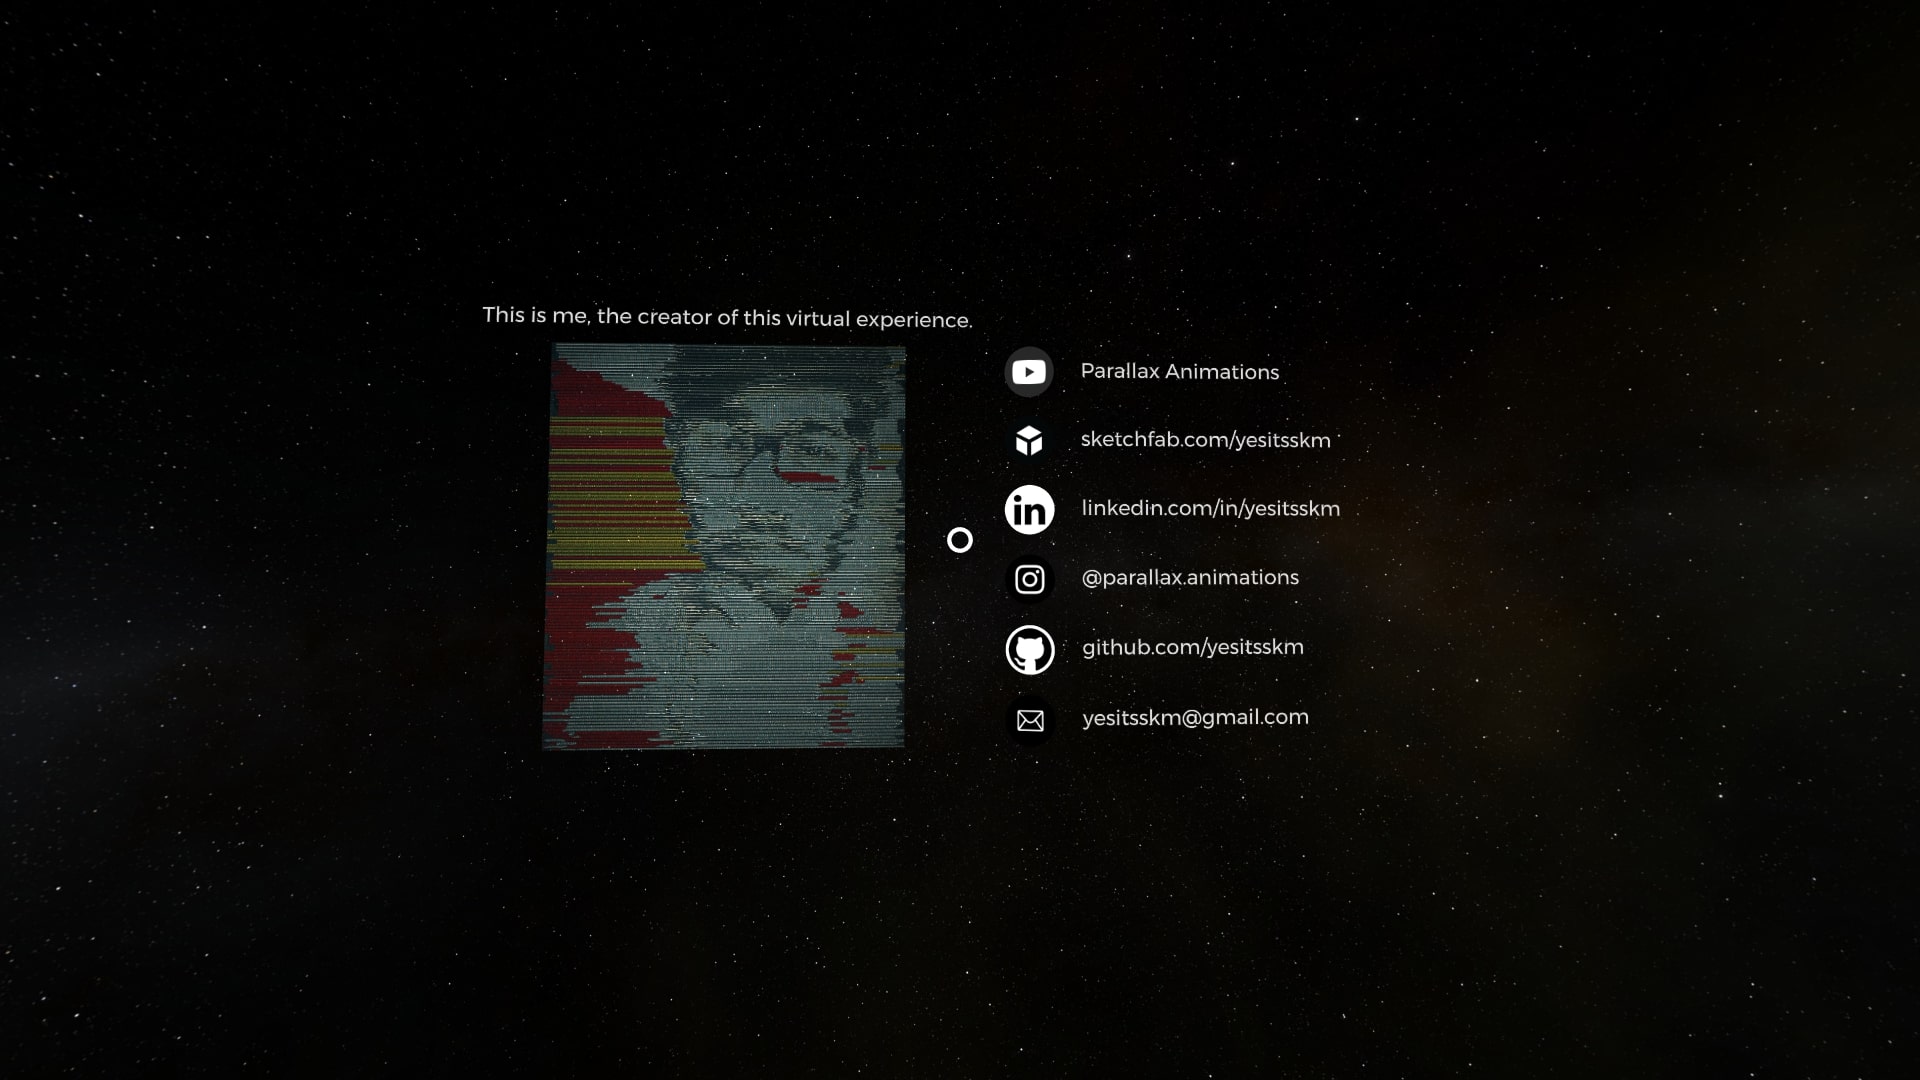 This is me, the creator of this virtual experience.
Parallax Animations
sketchfab.com/yesitsskm
linkedin.com/in/yesitsskm
@parallax.animations
github.com/yesitsskm
yesitsskm@gmail.com